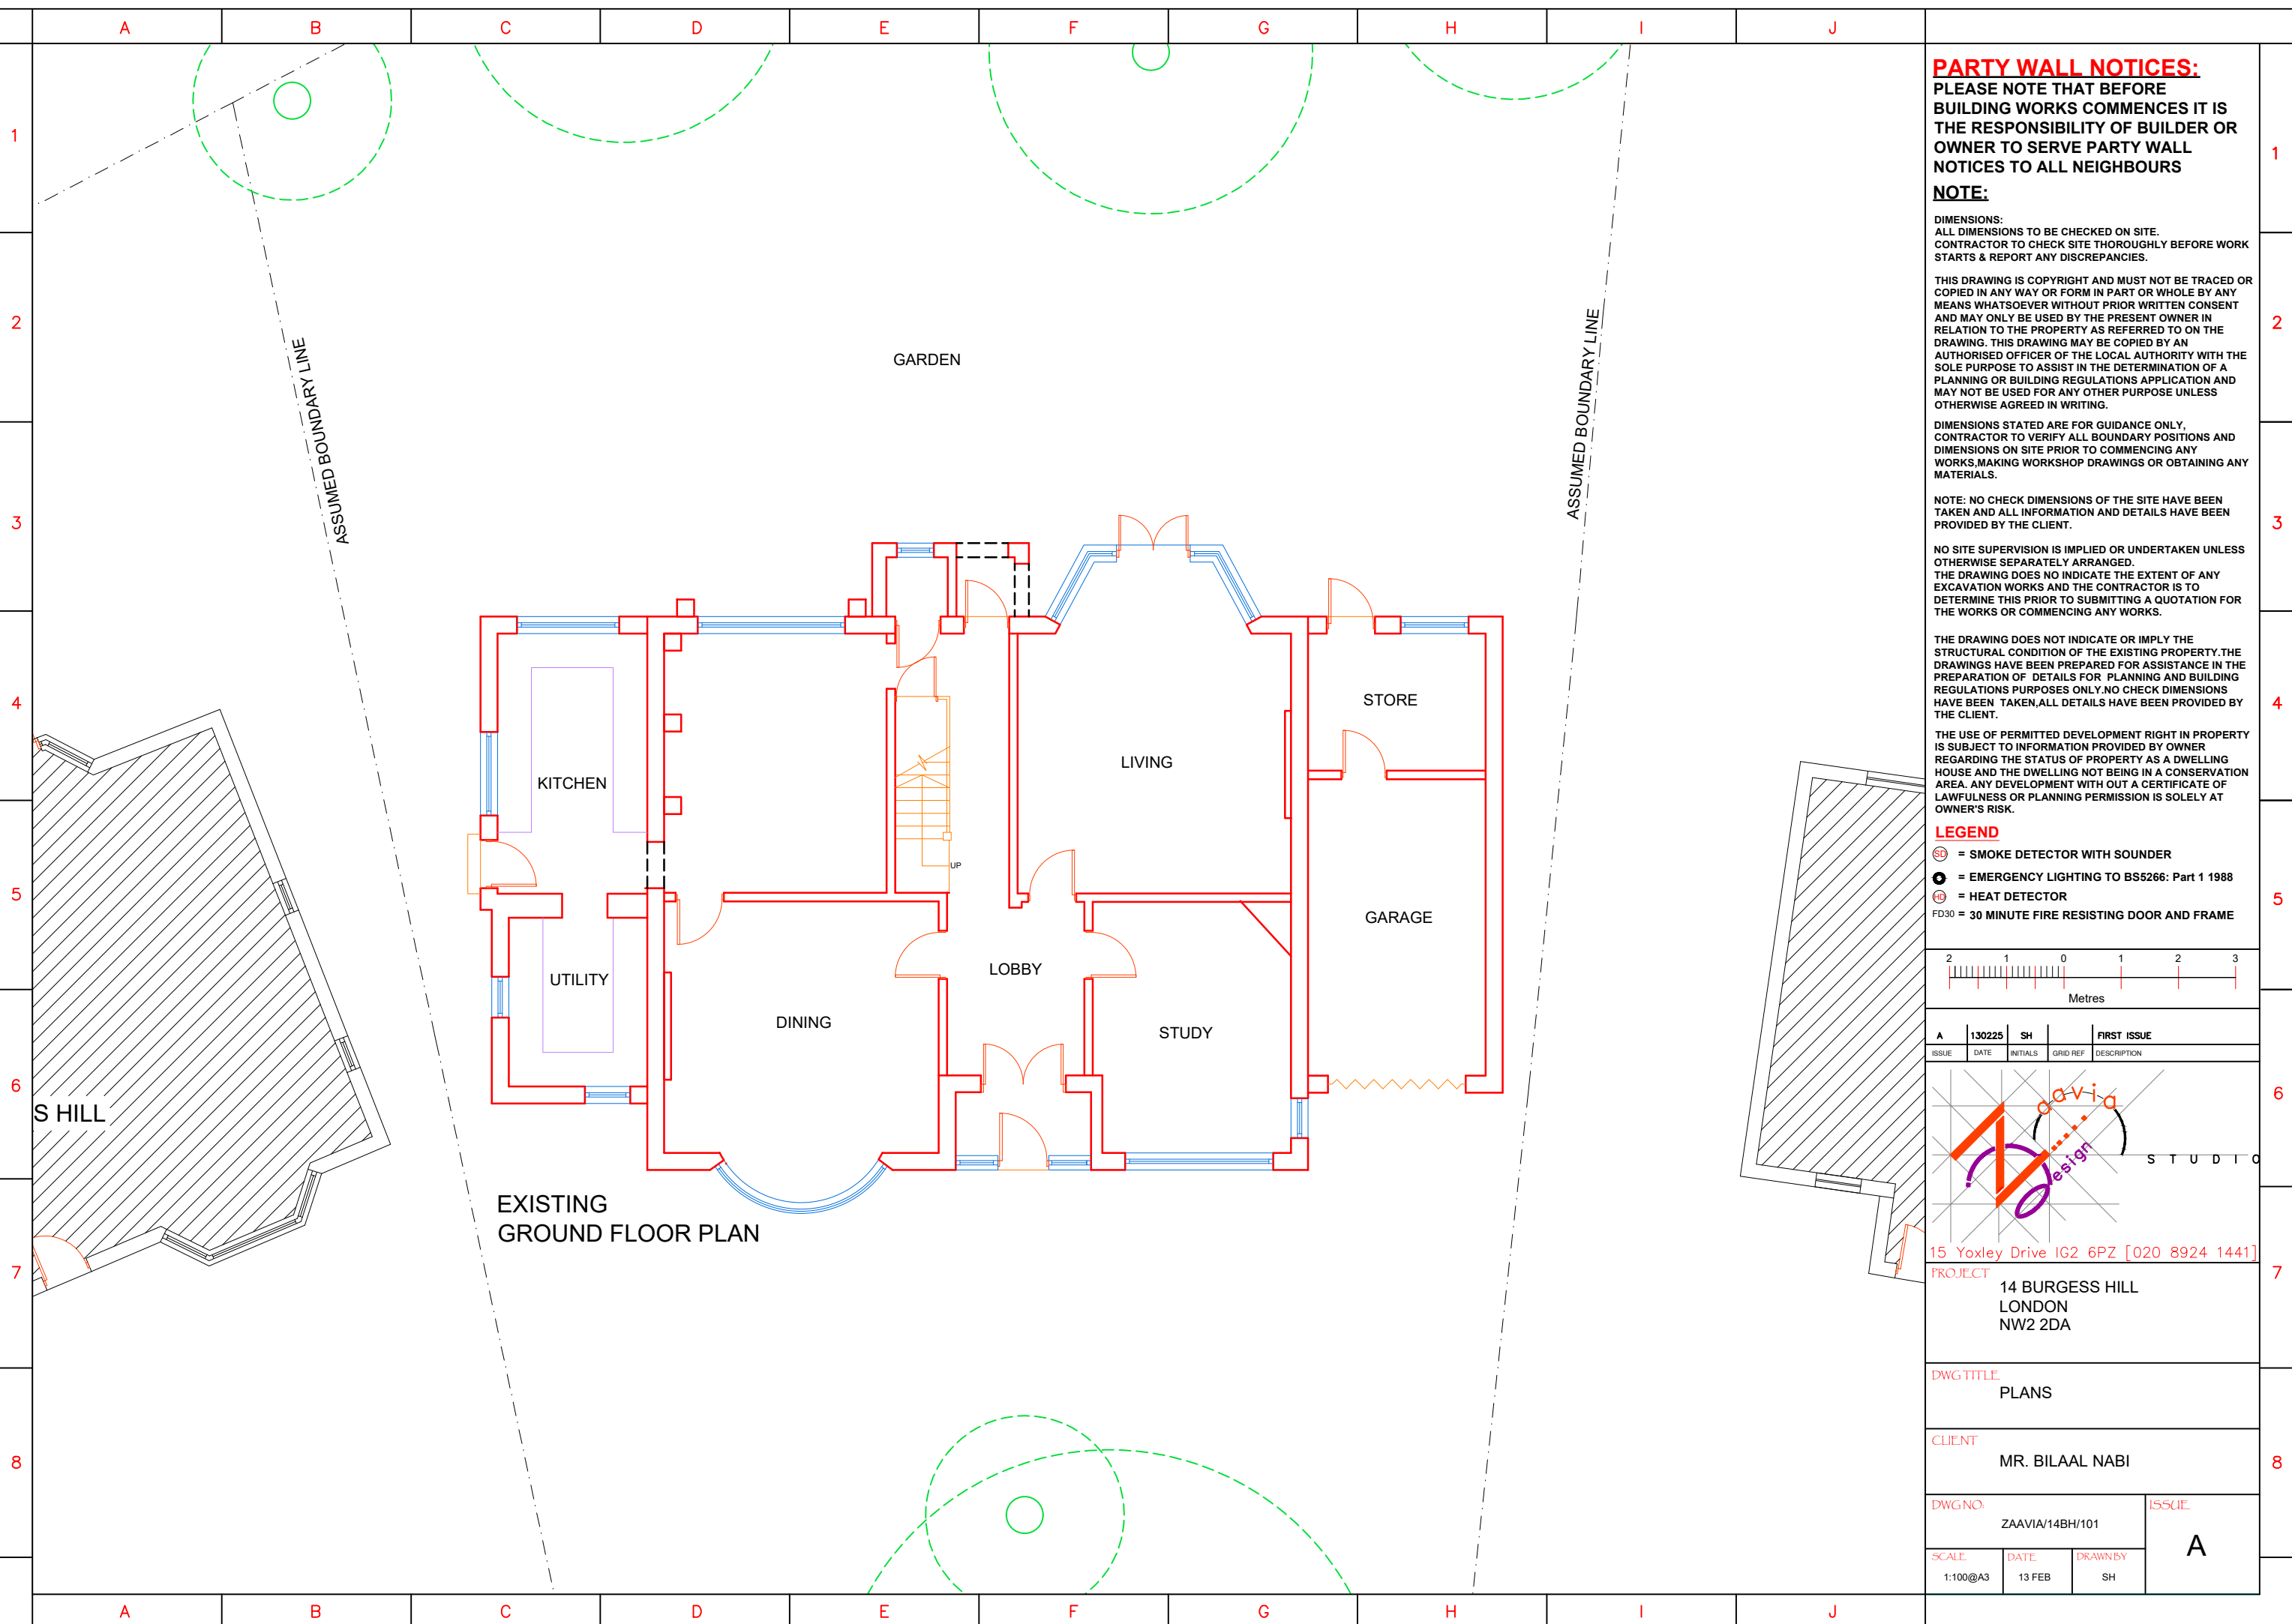 A B C D E F G H I J
1
2
3
4
5
6
7
8
GARDEN
ASSUMED BOUNDARY LINE
ASSUMED BOUNDARY LINE
STORE
LIVING
KITCHEN
UP
GARAGE
LOBBY
UTILITY
DINING
STUDY
S HILL
EXISTING
GROUND FLOOR PLAN
A B C D E F G H I J
PARTY WALL NOTICES:
PLEASE NOTE THAT BEFORE
BUILDING WORKS COMMENCES IT IS
THE RESPONSIBILITY OF BUILDER OR
OWNER TO SERVE PARTY WALL
NOTICES TO ALL NEIGHBOURS
NOTE:
DIMENSIONS:
ALL DIMENSIONS TO BE CHECKED ON SITE.
CONTRACTOR TO CHECK SITE THOROUGHLY BEFORE WORK
STARTS & REPORT ANY DISCREPANCIES.
THIS DRAWING IS COPYRIGHT AND MUST NOT BE TRACED OR
COPIED IN ANY WAY OR FORM IN PART OR WHOLE BY ANY
MEANS WHATSOEVER WITHOUT PRIOR WRITTEN CONSENT
AND MAY ONLY BE USED BY THE PRESENT OWNER IN
RELATION TO THE PROPERTY AS REFERRED TO ON THE
DRAWING. THIS DRAWING MAY BE COPIED BY AN
AUTHORISED OFFICER OF THE LOCAL AUTHORITY WITH THE
SOLE PURPOSE TO ASSIST IN THE DETERMINATION OF A
PLANNING OR BUILDING REGULATIONS APPLICATION AND
MAY NOT BE USED FOR ANY OTHER PURPOSE UNLESS
OTHERWISE AGREED IN WRITING.
DIMENSIONS STATED ARE FOR GUIDANCE ONLY,
CONTRACTOR TO VERIFY ALL BOUNDARY POSITIONS AND
DIMENSIONS ON SITE PRIOR TO COMMENCING ANY
WORKS,MAKING WORKSHOP DRAWINGS OR OBTAINING ANY
MATERIALS.
NOTE: NO CHECK DIMENSIONS OF THE SITE HAVE BEEN
TAKEN AND ALL INFORMATION AND DETAILS HAVE BEEN
PROVIDED BY THE CLIENT.
NO SITE SUPERVISION IS IMPLIED OR UNDERTAKEN UNLESS
OTHERWISE SEPARATELY ARRANGED.
THE DRAWING DOES NO INDICATE THE EXTENT OF ANY
EXCAVATION WORKS AND THE CONTRACTOR IS TO
DETERMINE THIS PRIOR TO SUBMITTING A QUOTATION FOR
THE WORKS OR COMMENCING ANY WORKS.
THE DRAWING DOES NOT INDICATE OR IMPLY THE
STRUCTURAL CONDITION OF THE EXISTING PROPERTY.THE
DRAWINGS HAVE BEEN PREPARED FOR ASSISTANCE IN THE
PREPARATION OF DETAILS FOR PLANNING AND BUILDING
REGULATIONS PURPOSES ONLY.NO CHECK DIMENSIONS
HAVE BEEN TAKEN,ALL DETAILS HAVE BEEN PROVIDED BY
THE CLIENT.
THE USE OF PERMITTED DEVELOPMENT RIGHT IN PROPERTY
IS SUBJECT TO INFORMATION PROVIDED BY OWNER
REGARDING THE STATUS OF PROPERTY AS A DWELLING
HOUSE AND THE DWELLING NOT BEING IN A CONSERVATION
AREA. ANY DEVELOPMENT WITH OUT A CERTIFICATE OF
LAWFULNESS OR PLANNING PERMISSION IS SOLELY AT
OWNER'S RISK.
LEGEND
SD = SMOKE DETECTOR WITH SOUNDER
= EMERGENCY LIGHTING TO BS5266: Part 1 1988
HD = HEAT DETECTOR
FD30 = 30 MINUTE FIRE RESISTING DOOR AND FRAME
2 1 0 1 2 3
Metres
A 130225 SH FIRST ISSUE
ISSUE DATE INITIALS GRID REF DESCRIPTION
Zaavia
Design
STUDIO
15 Yoxley Drive IG2 6PZ [020 8924 1441]
PROJECT
14 BURGESS HILL
LONDON
NW2 2DA
DWG TITLE
PLANS
CLIENT
MR. BILAAL NABI
DWG NO:
ZAAVIA/14BH/101
ISSUE
A
SCALE DATE DRAWN BY
1:100@A3 13 FEB SH
1
2
3
4
5
6
7
8